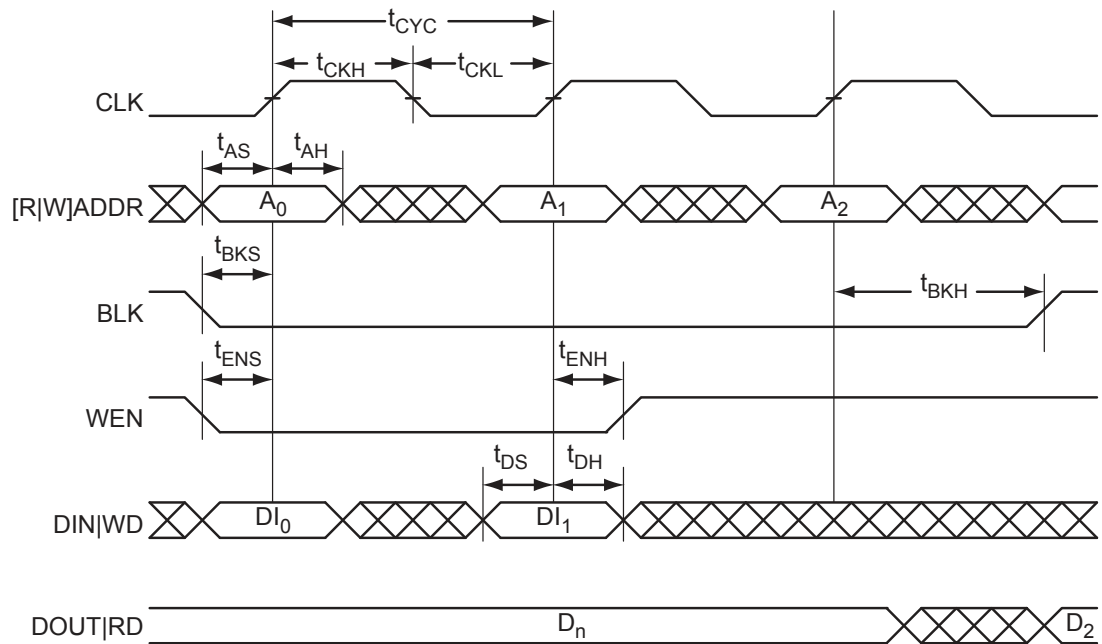 tCYC
tCKH tCKL
CLK
tAS tAH
[R|W]ADDR A0 A1 A2
tBKS
tBKH
BLK
tENS tENH
WEN
tDS tDH
DIN|WD DI0 DI1
DOUT|RD Dn D2